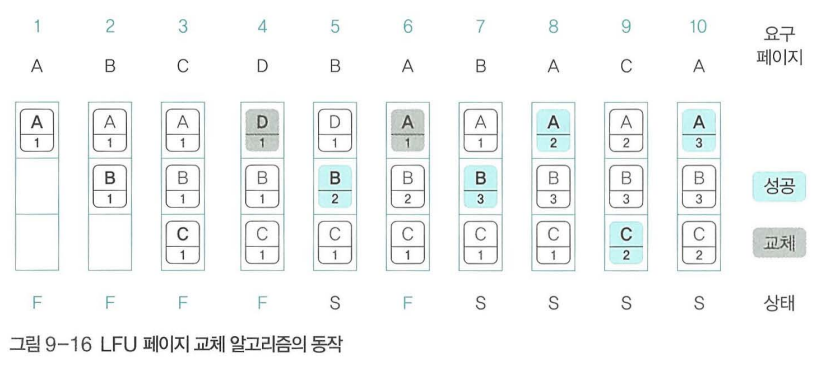 1 2 3 4 5 6 7 8 9 10 요구
페이지
A B C D B A B A C A
A A A D D A A A A A
1 1 1 1 1 1 1 2 2 3
B B B B B B B B B
1 1 1 2 2 3 3 3 3
성공
C C C C C C C C
1 1 1 1 1 1 2 2
교체
F F F F S F S S S S 상태
그림 9-16 LFU 페이지 교체 알고리즘의 동작